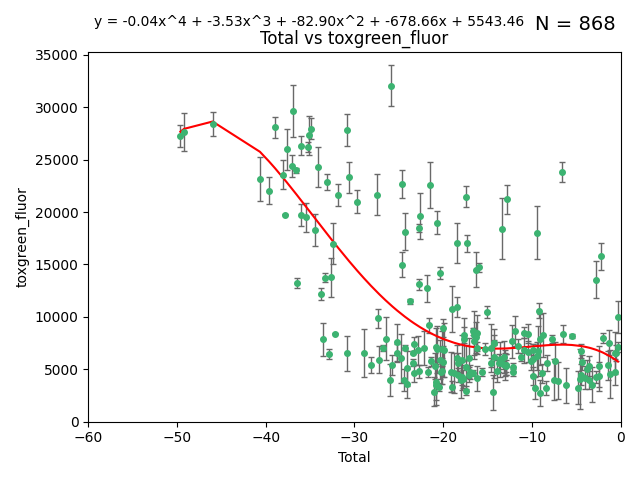 y = -0.04x^4 + -3.53x^3 + -82.90x^2 + -678.66x + 5543.46 N = 868
Total vs toxgreen_fluor
35000
30000
25000
20000
15000
10000
5000
0
toxgreen_fluor
−60 −50 −40 −30 −20 −10 0
Total